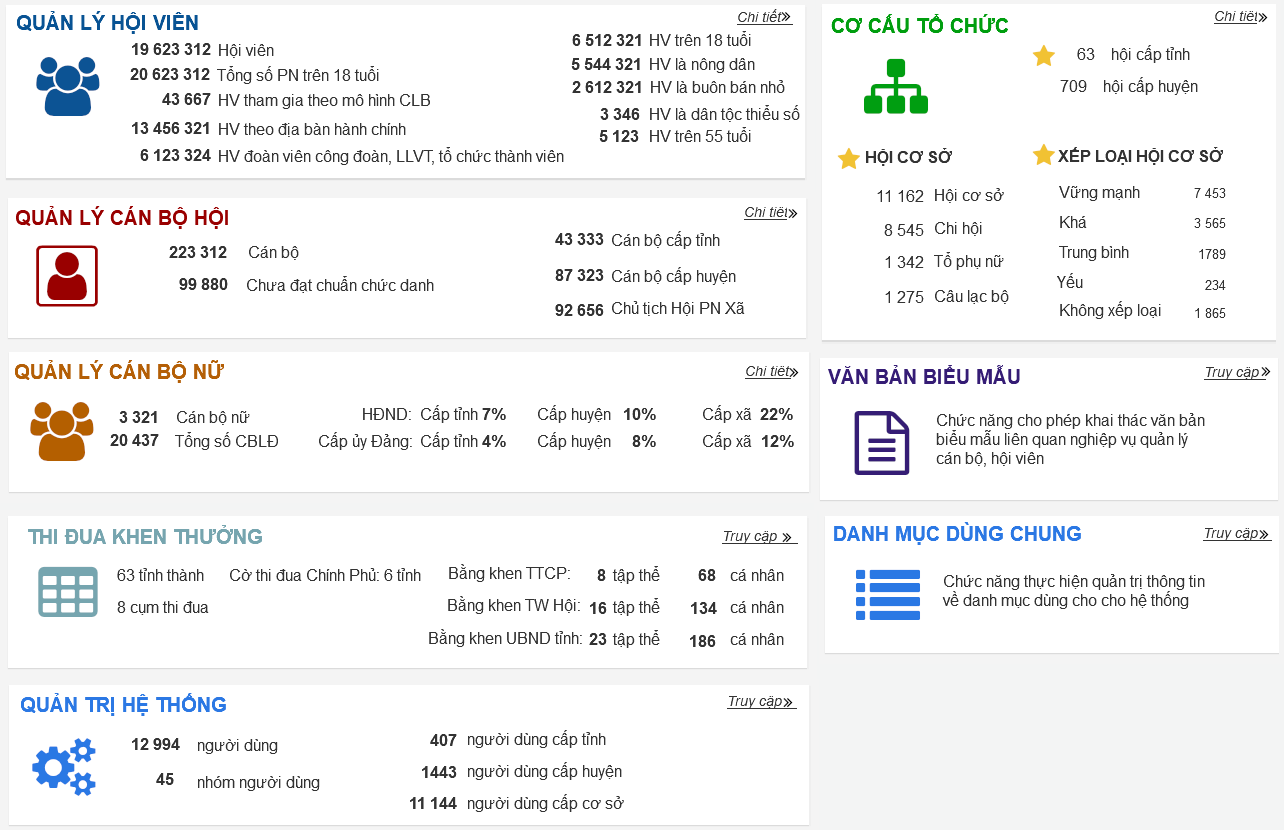 QUẢN LÝ HỘI VIÊN
Chi tiết
19 623 312 Hội viên
20 623 312 Tổng số PN trên 18 tuổi
43 667 HV tham gia theo mô hình CLB
13 456 321 HV theo địa bàn hành chính
6 123 324 HV đoàn viên công đoàn, LLVT, tổ chức thành viên
6 512 321 HV trên 18 tuổi
5 544 321 HV là nông dân
2 612 321 HV là buôn bán nhỏ
3 346 HV là dân tộc thiểu số
5 123 HV trên 55 tuổi
CƠ CẤU TỔ CHỨC
Chi tiết
63 hội cấp tỉnh
709 hội cấp huyện
HỘI CƠ SỞ
11 162 Hội cơ sở
8 545 Chi hội
1 342 Tổ phụ nữ
1 275 Câu lạc bộ
XẾP LOẠI HỘI CƠ SỞ
Vững mạnh 7 453
Khá 3 565
Trung bình 1789
Yếu 234
Không xếp loại 1 865
QUẢN LÝ CÁN BỘ HỘI
Chi tiết
223 312 Cán bộ
99 880 Chưa đạt chuẩn chức danh
43 333 Cán bộ cấp tỉnh
87 323 Cán bộ cấp huyện
92 656 Chủ tịch Hội PN Xã
QUẢN LÝ CÁN BỘ NỮ
Chi tiết
3 321 Cán bộ nữ
20 437 Tổng số CBLĐ
HĐND: Cấp tỉnh 7% Cấp huyện 10% Cấp xã 22%
Cấp ủy Đảng: Cấp tỉnh 4% Cấp huyện 8% Cấp xã 12%
VĂN BẢN BIỂU MẪU
Truy cập
Chức năng cho phép khai thác văn bản
biểu mẫu liên quan nghiệp vụ quản lý
cán bộ, hội viên
THI ĐUA KHEN THƯỞNG
Truy cập
63 tỉnh thành Cờ thi đua Chính Phủ: 6 tỉnh
8 cụm thi đua
Bằng khen TTCP: 8 tập thể 68 cá nhân
Bằng khen TW Hội: 16 tập thể 134 cá nhân
Bằng khen UBND tỉnh: 23 tập thể 186 cá nhân
DANH MỤC DÙNG CHUNG
Truy cập
Chức năng thực hiện quản trị thông tin
về danh mục dùng cho cho hệ thống
QUẢN TRỊ HỆ THỐNG
Truy cập
12 994 người dùng
45 nhóm người dùng
407 người dùng cấp tỉnh
1443 người dùng cấp huyện
11 144 người dùng cấp cơ sở